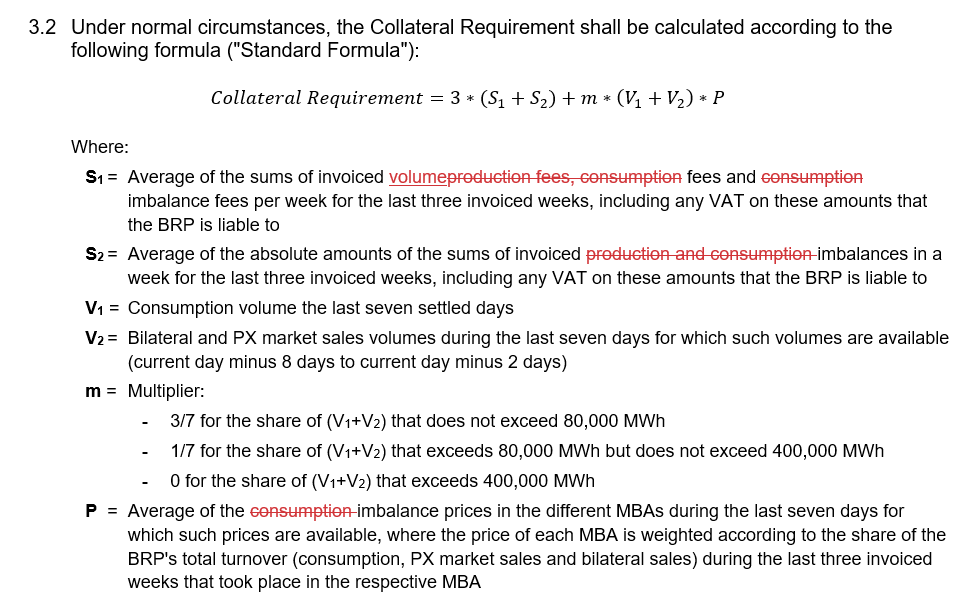 3.2 Under normal circumstances, the Collateral Requirement shall be calculated according to the
following formula ("Standard Formula"):
Collateral Requirement = 3 * (S₁ + S₂) + m * (V₁ + V₂) * P
Where:
S₁ = Average of the sums of invoiced volumeproduction fees, consumption fees and consumption
imbalance fees per week for the last three invoiced weeks, including any VAT on these amounts that
the BRP is liable to
S₂ = Average of the absolute amounts of the sums of invoiced production and consumption imbalances in a
week for the last three invoiced weeks, including any VAT on these amounts that the BRP is liable to
V₁ = Consumption volume the last seven settled days
V₂ = Bilateral and PX market sales volumes during the last seven days for which such volumes are available
(current day minus 8 days to current day minus 2 days)
m = Multiplier:
- 3/7 for the share of (V₁+V₂) that does not exceed 80,000 MWh
- 1/7 for the share of (V₁+V₂) that exceeds 80,000 MWh but does not exceed 400,000 MWh
- 0 for the share of (V₁+V₂) that exceeds 400,000 MWh
P = Average of the consumption imbalance prices in the different MBAs during the last seven days for
which such prices are available, where the price of each MBA is weighted according to the share of the
BRP's total turnover (consumption, PX market sales and bilateral sales) during the last three invoiced
weeks that took place in the respective MBA